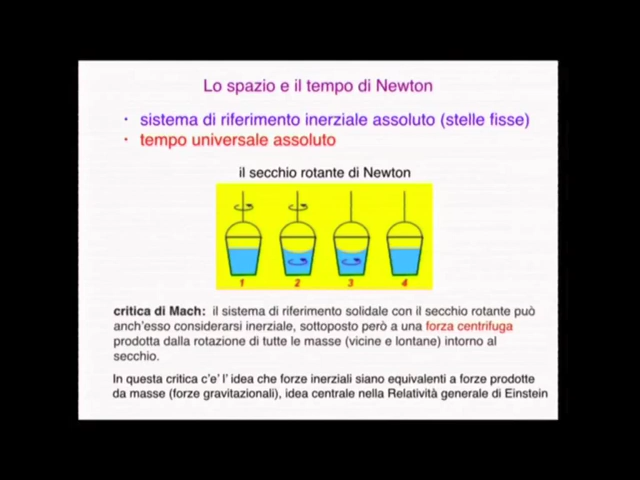 Lo spazio e il tempo di Newton
· sistema di riferimento inerziale assoluto (stelle fisse)
· tempo universale assoluto
il secchio rotante di Newton
1 2 3 4
critica di Mach: il sistema di riferimento solidale con il secchio rotante può
anch'esso considerarsi inerziale, sottoposto però a una forza centrifuga
prodotta dalla rotazione di tutte le masse (vicine e lontane) intorno al
secchio.
In questa critica c'e' l' idea che forze inerziali siano equivalenti a forze prodotte
da masse (forze gravitazionali), idea centrale nella Relatività generale di Einstein